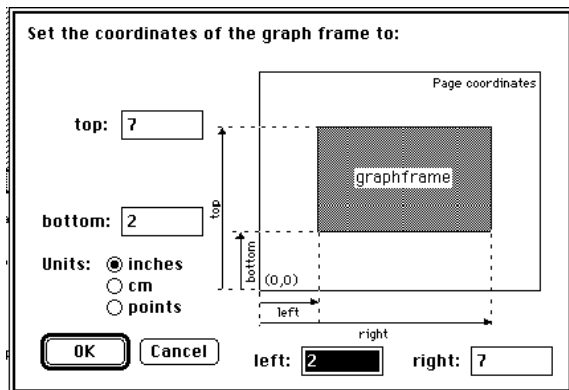 Set the coordinates of the graph frame to:
Page coordinates
top: 7
graphframe
bottom: 2
top
bottom
Units: inches
cm
points
(0,0)
left
right
OK Cancel
left: 2 right: 7